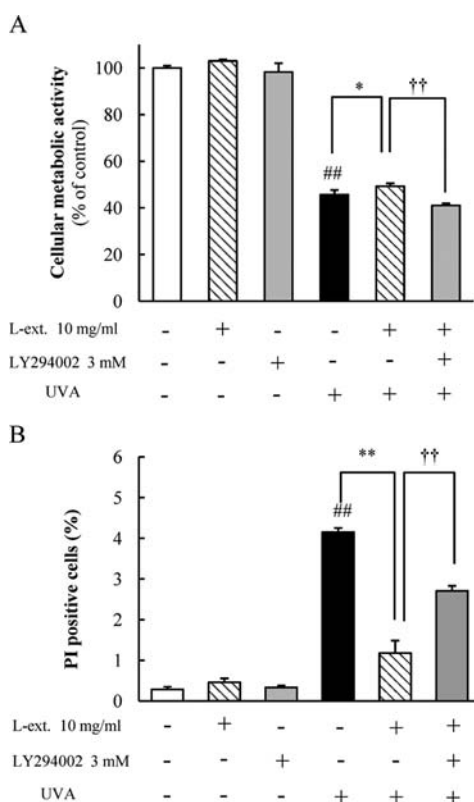 A
Cellular metabolic activity
(% of control)
120
100
80
60
40
20
0
##
*
††
L-ext. 10 mg/ml - + - - + +
LY294002 3 mM - - + - - +
UVA - - - + + +
B
PI positive cells (%)
6
5
4
3
2
1
0
##
**
††
L-ext. 10 mg/ml - + - - + +
LY294002 3 mM - - + - - +
UVA - - - + + +